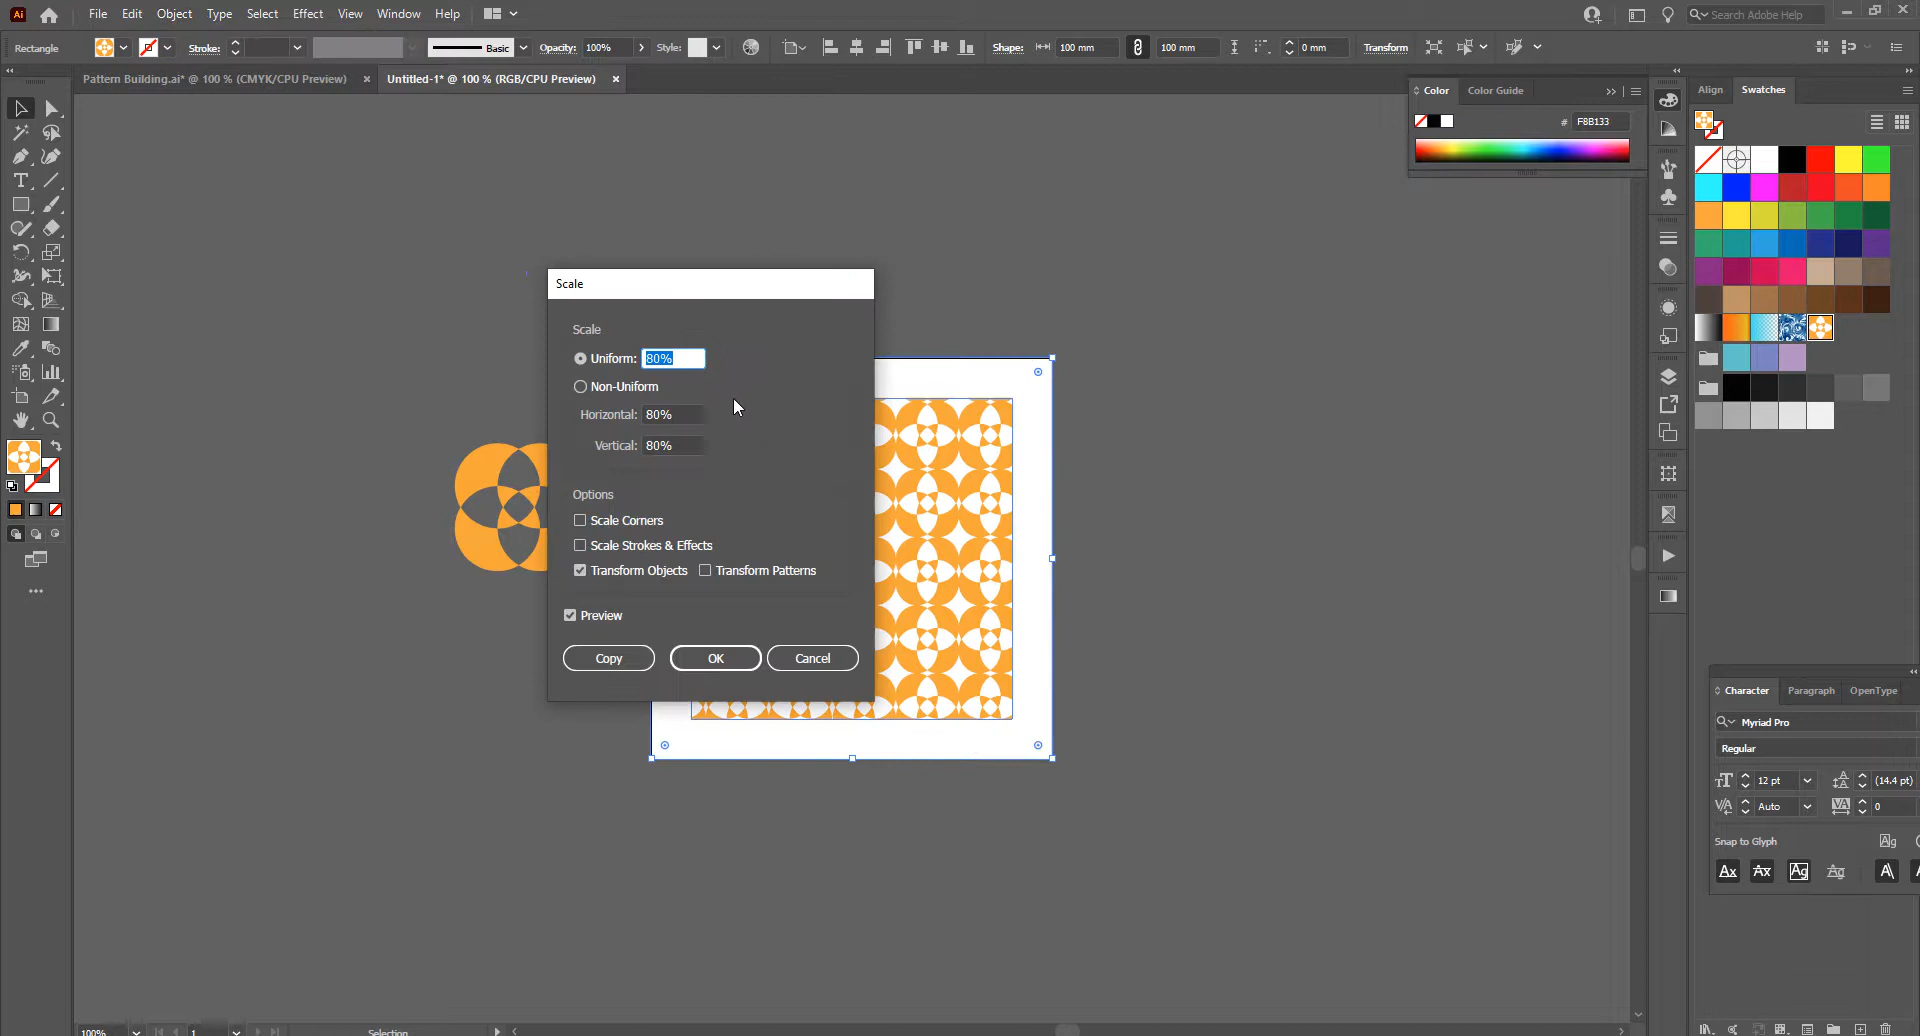 Ai File Edit Object Type Select Effect View Window Help Search Adobe Help
Rectangle Stroke: Basic Opacity: 100% Style: Shape: 100 mm 100 mm 0 mm Transform
Pattern Building.ai* @ 100 % (CMYK/CPU Preview) × Untitled-1* @ 100 % (RGB/CPU Preview) ×
Color Color Guide
# F8B133
Align Swatches
Scale
Scale
Uniform: 80%
Non-Uniform
Horizontal: 80%
Vertical: 80%
Options
Scale Corners
Scale Strokes & Effects
Transform Objects Transform Patterns
Preview
Copy OK Cancel
Character Paragraph OpenType
Myriad Pro
Regular
12 pt (14.4 pt)
Auto 0
Snap to Glyph
100% 1 Selection